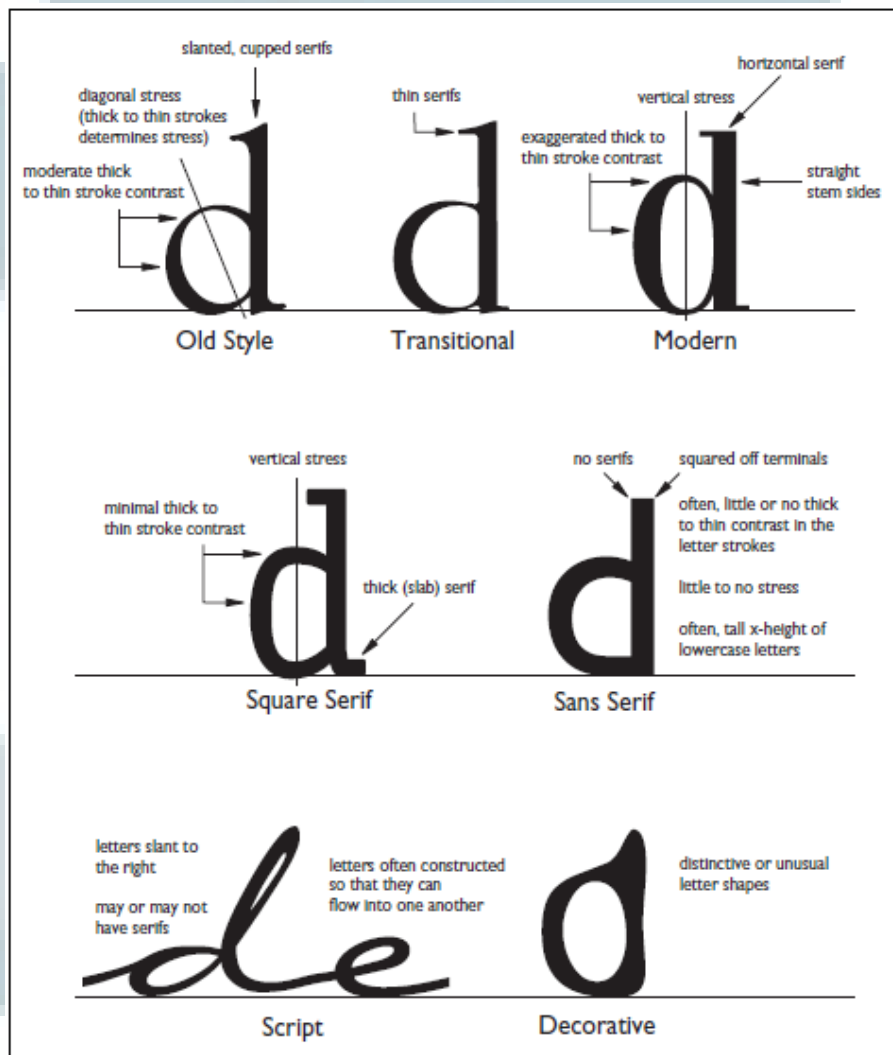 slanted, cupped serifs
diagonal stress
(thick to thin strokes
determines stress)
moderate thick
to thin stroke contrast
thin serifs
horizontal serif
vertical stress
exaggerated thick to
thin stroke contrast
straight
stem sides
d
d
d
Old Style
Transitional
Modern
vertical stress
minimal thick to
thin stroke contrast
thick (slab) serif
no serifs
squared off terminals
often, little or no thick
to thin contrast in the
letter strokes
little to no stress
often, tall x-height of
lowercase letters
d
d
Square Serif
Sans Serif
letters slant to
the right
may or may not
have serifs
letters often constructed
so that they can
flow into one another
distinctive or unusual
letter shapes
de
d
Script
Decorative